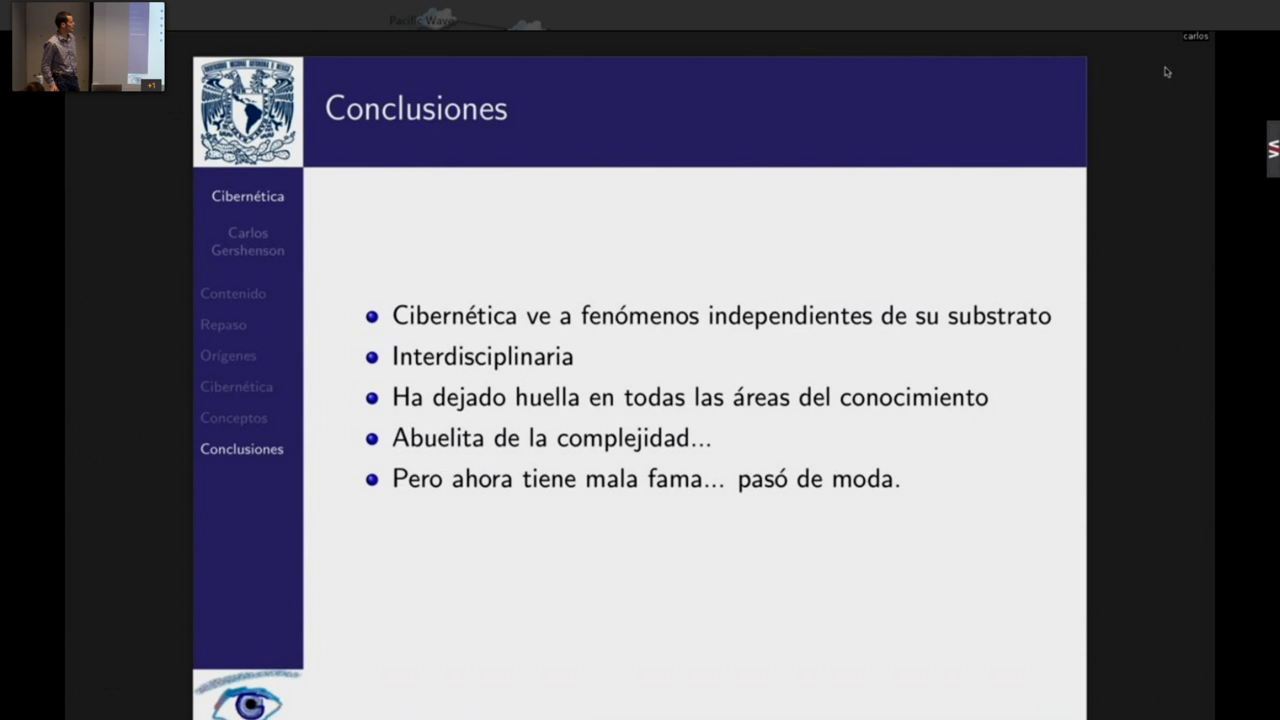 Pacific Wave
carlos
Conclusiones
Cibernética
Carlos
Gershenson
Contenido
Repaso
Orígenes
Cibernética
Conceptos
Conclusiones
Cibernética ve a fenómenos independientes de su substrato
Interdisciplinaria
Ha dejado huella en todas las áreas del conocimiento
Abuelita de la complejidad...
Pero ahora tiene mala fama... pasó de moda.